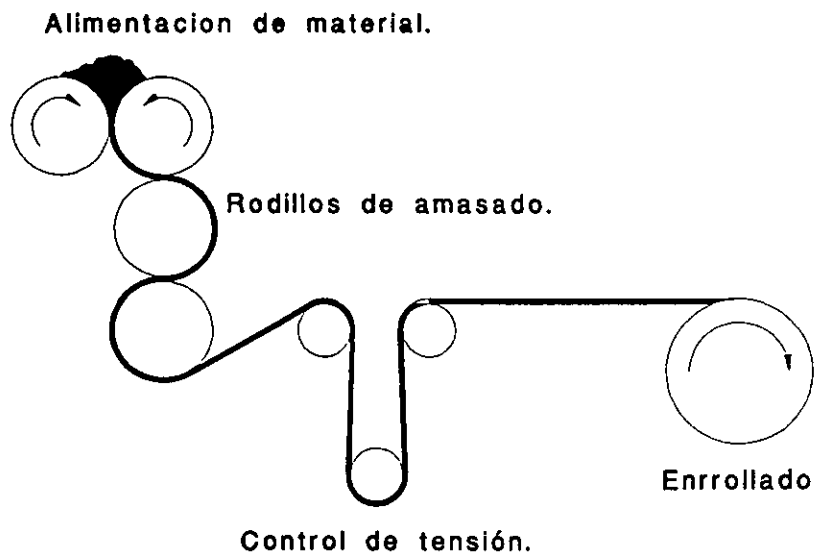 Alimentacion de material.
Rodillos de amasado.
Enrrollado
Control de tensión.